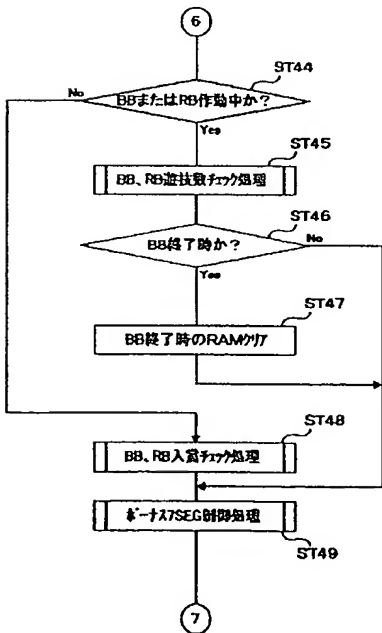 6
ST44
No
BBまたはRB作動中か？
Yes
ST45
BB、RB遊技数チェック処理
ST46
BB終了時か？
No
Yes
ST47
BB終了時のRAMクリア
ST48
BB、RB入賞チェック処理
ボーナス7SEG制御処理
ST49
7